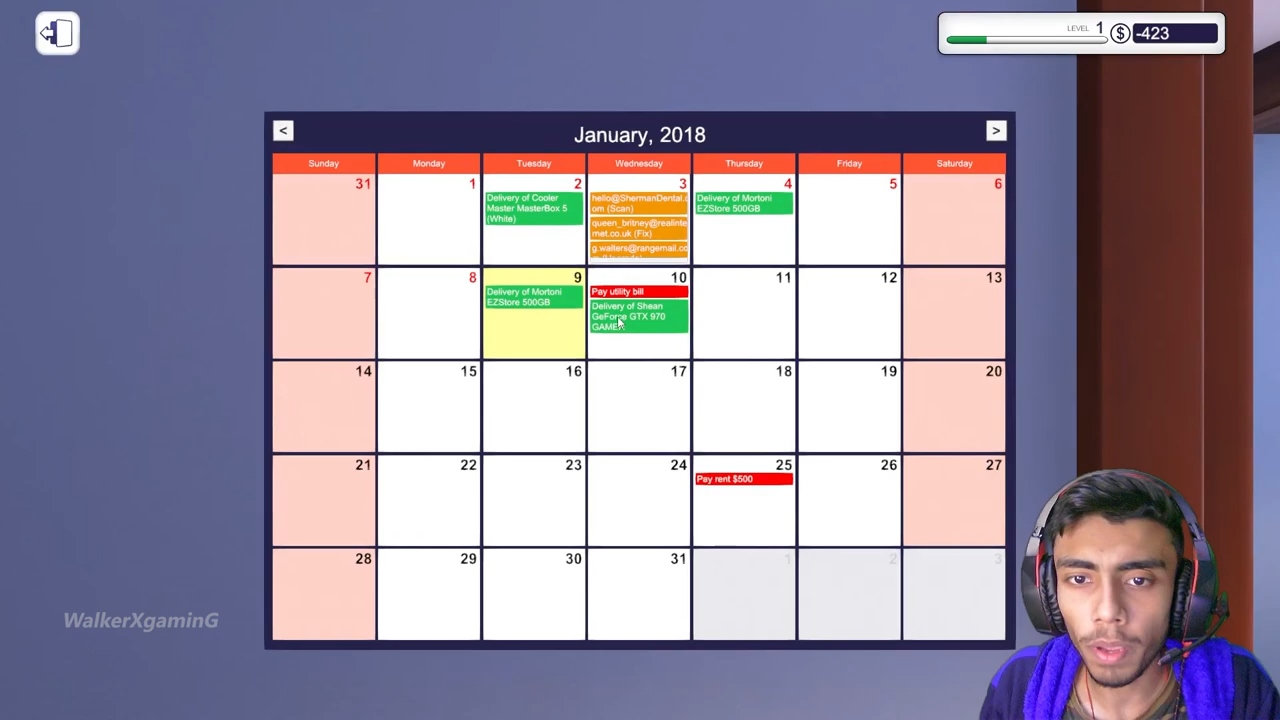 LEVEL 1 $ -423
< January, 2018 >
Sunday Monday Tuesday Wednesday Thursday Friday Saturday
31 1 2 3 4 5 6
Delivery of Cooler
Master MasterBox 5
(White)
hello@ShermanDental.c
om (Scan)
queen_britney@realinte
rnet.co.uk (Fix)
g.walters@rangemail.co
Delivery of Mortoni
EZStore 500GB
7 8 9 10 11 12 13
Delivery of Mortoni
EZStore 500GB
Pay utility bill
Delivery of Shean
GeForce GTX 970
14 15 16 17 18 19 20
21 22 23 24 25 26 27
Pay rent $500
28 29 30 31 1 2 3
WalkerXgaminG